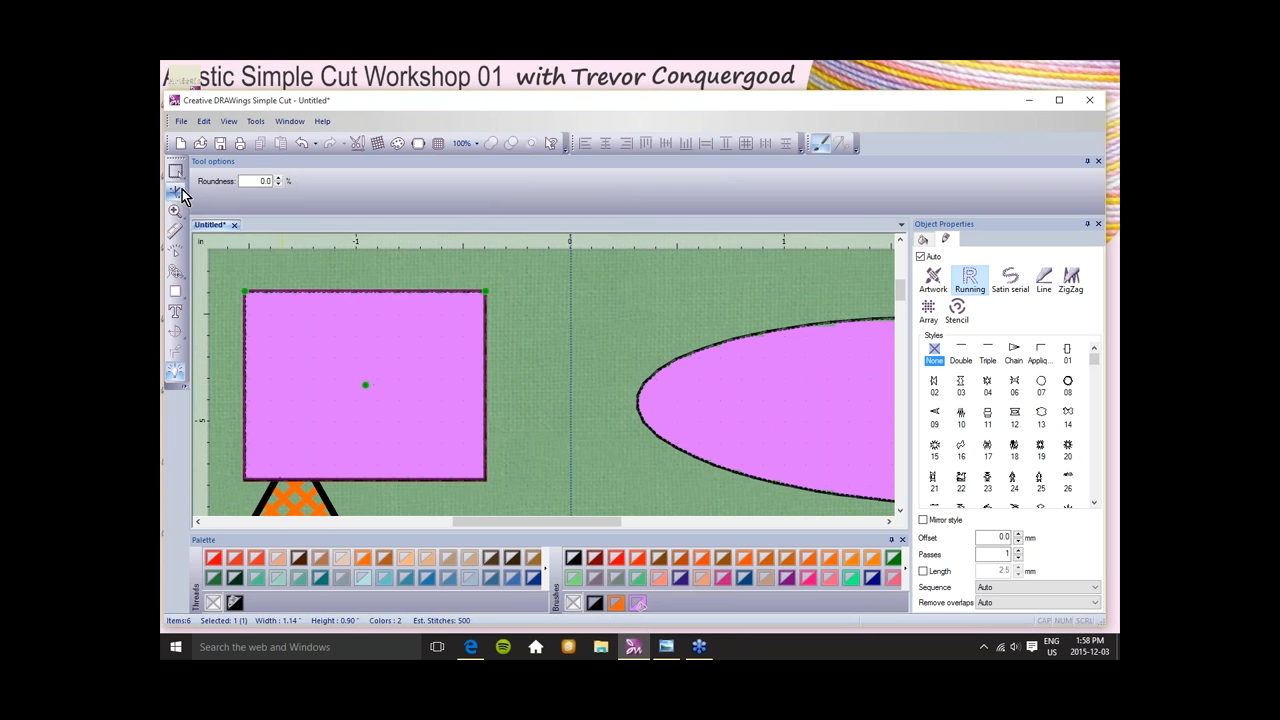 stic Simple Cut Workshop 01 with Trevor Conquergood
Creative DRAWings Simple Cut - Untitled*
File Edit View Tools Window Help
100%
Tool options
Roundness: 0.0 %
Untitled*
in -1 0 1
-5
Object Properties
Auto
Artwork Running Satin serial Line ZigZag
Array Stencil
Styles
None Double Triple Chain Appliq... 01
02 03 04 06 07 08
09 10 11 12 13 14
15 16 17 18 19 20
21 22 23 24 25 26
Mirror style
Offset 0.0 mm
Passes 1
Length 2.5 mm
Sequence Auto
Remove overlaps Auto
Palette
Threads
Brushes
Items:6 Selected: 1 (1) Width : 1.14 " Height : 0.90 " Colors : 2 Est. Stitches: 500
CAP NUM SCRL
Search the web and Windows
ENG
US
1:58 PM
2015-12-03